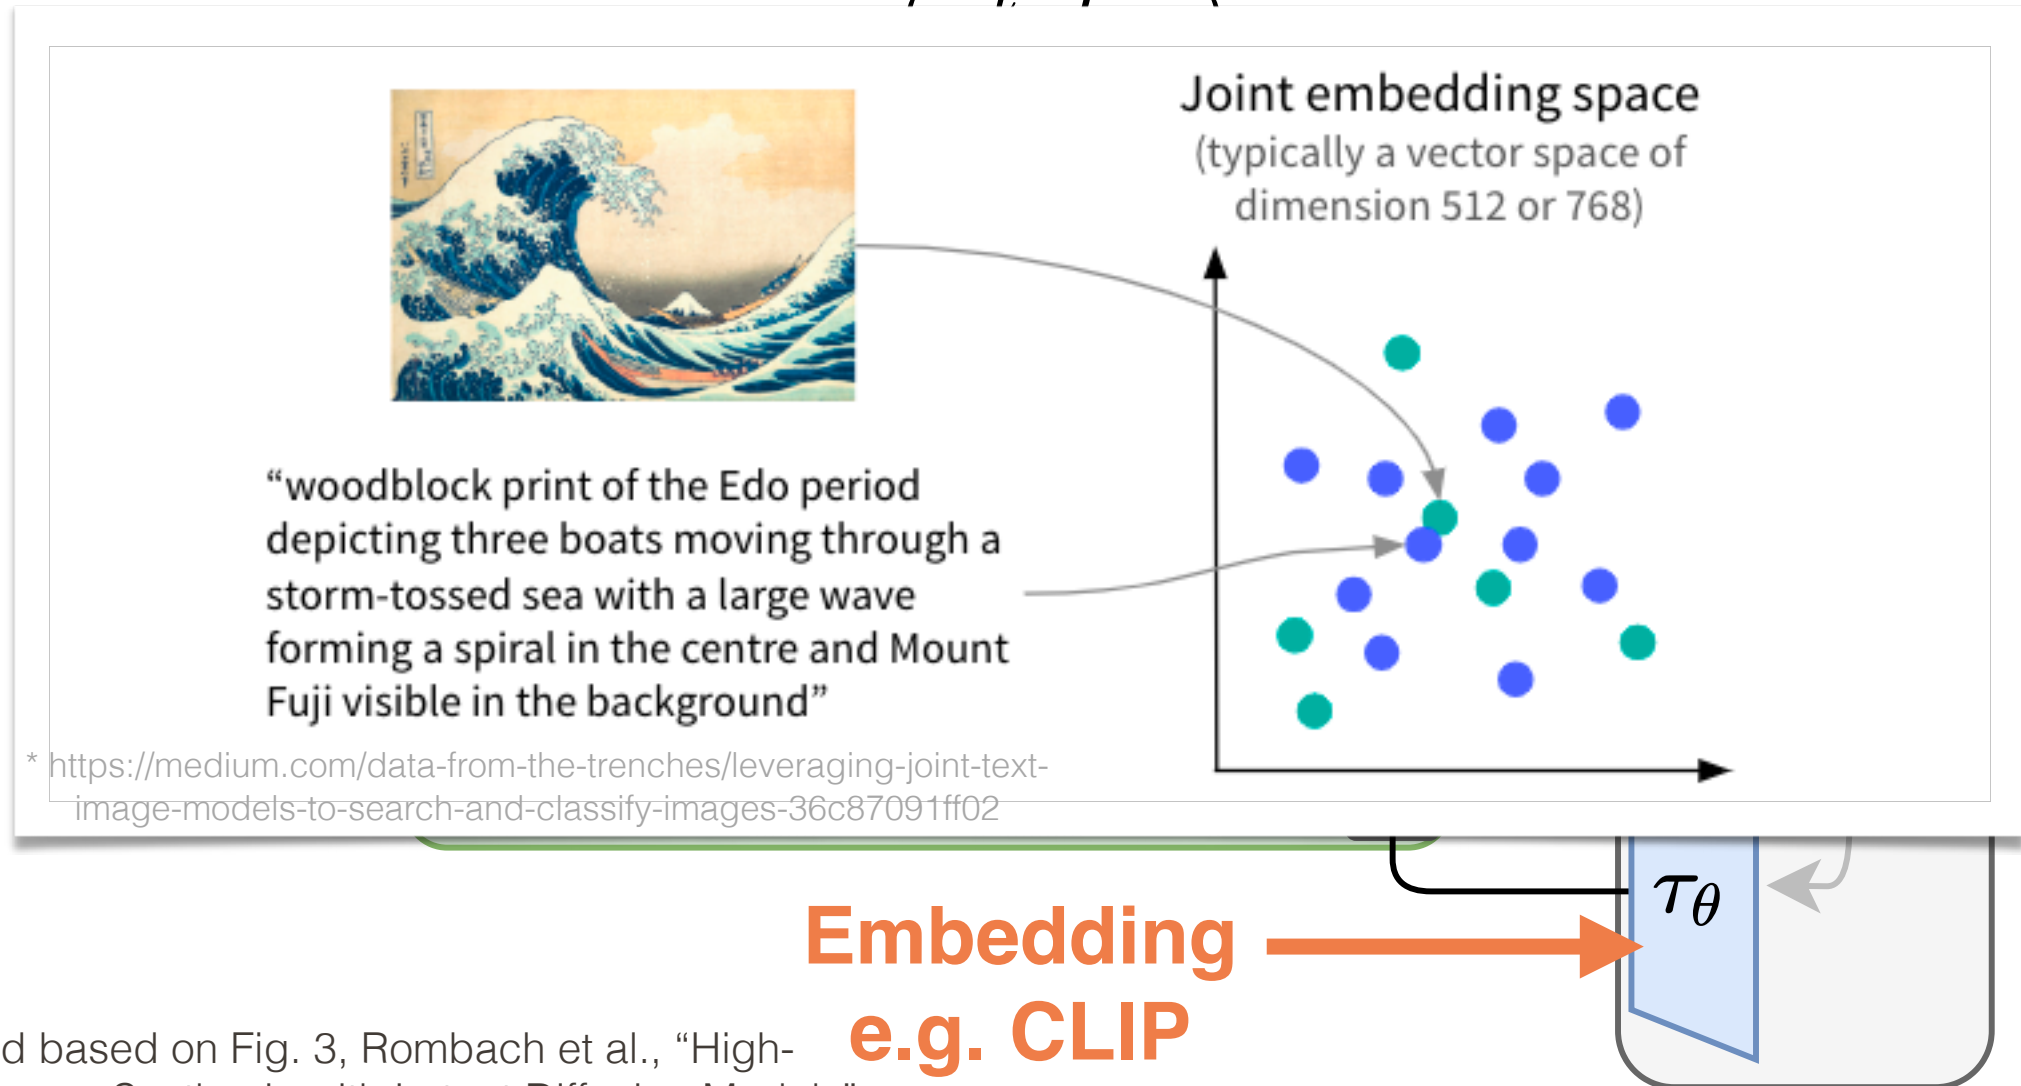 Joint embedding space
(typically a vector space of
dimension 512 or 768)
“woodblock print of the Edo period
depicting three boats moving through a
storm-tossed sea with a large wave
forming a spiral in the centre and Mount
Fuji visible in the background”
* https://medium.com/data-from-the-trenches/leveraging-joint-text-
image-models-to-search-and-classify-images-36c87091ff02
τθ
Embedding
e.g. CLIP
d based on Fig. 3, Rombach et al., “High-